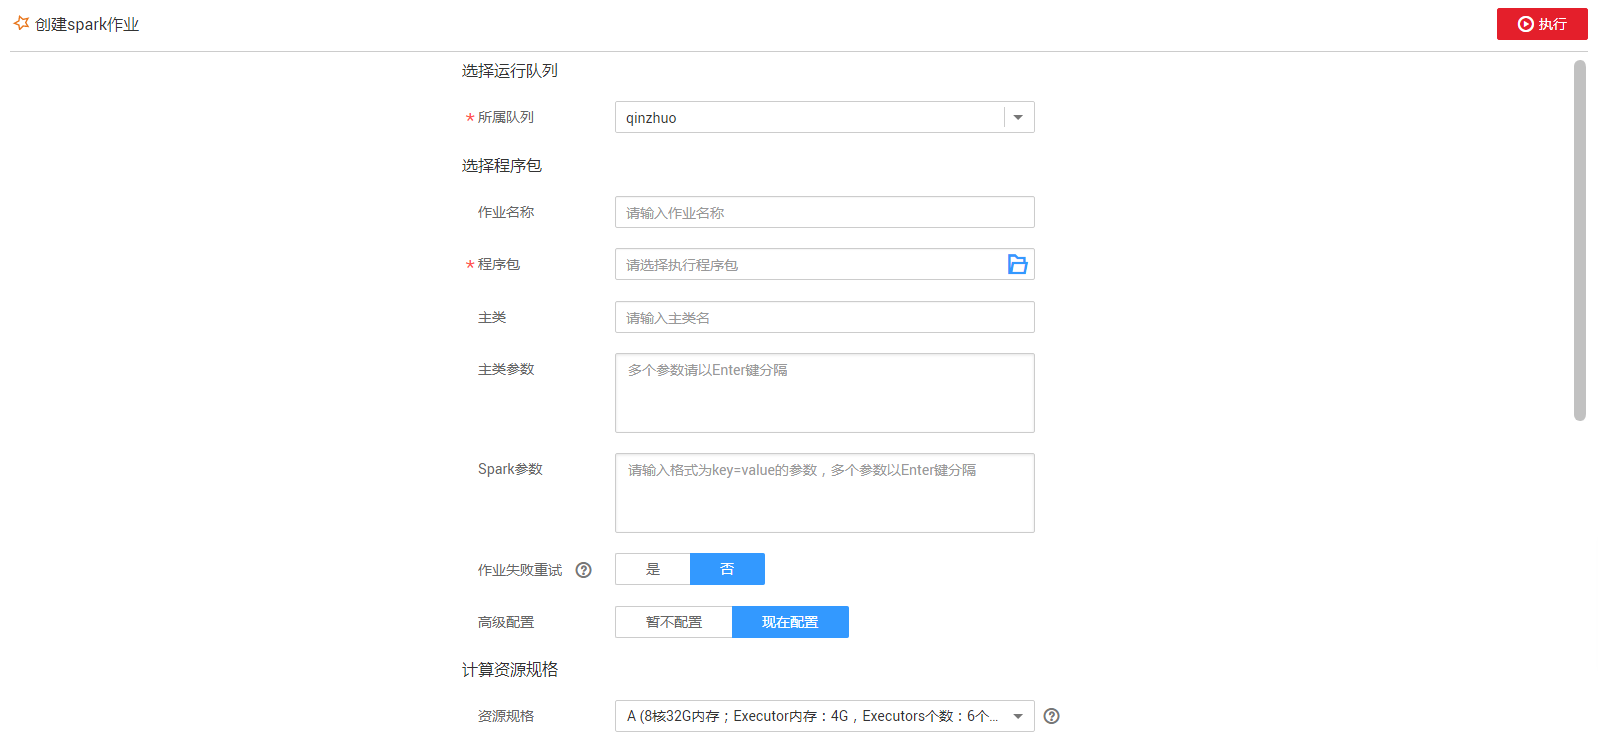 创建spark作业
执行
选择运行队列
* 所属队列
qinzhuo
选择程序包
作业名称
请输入作业名称
* 程序包
请选择执行程序包
主类
请输入主类名
主类参数
多个参数请以Enter键分隔
Spark参数
请输入格式为key=value的参数，多个参数以Enter键分隔
作业失败重试 ?
是
否
高级配置
暂不配置
现在配置
计算资源规格
资源规格
A (8核32G内存；Executor内存：4G，Executors个数：6个... ?